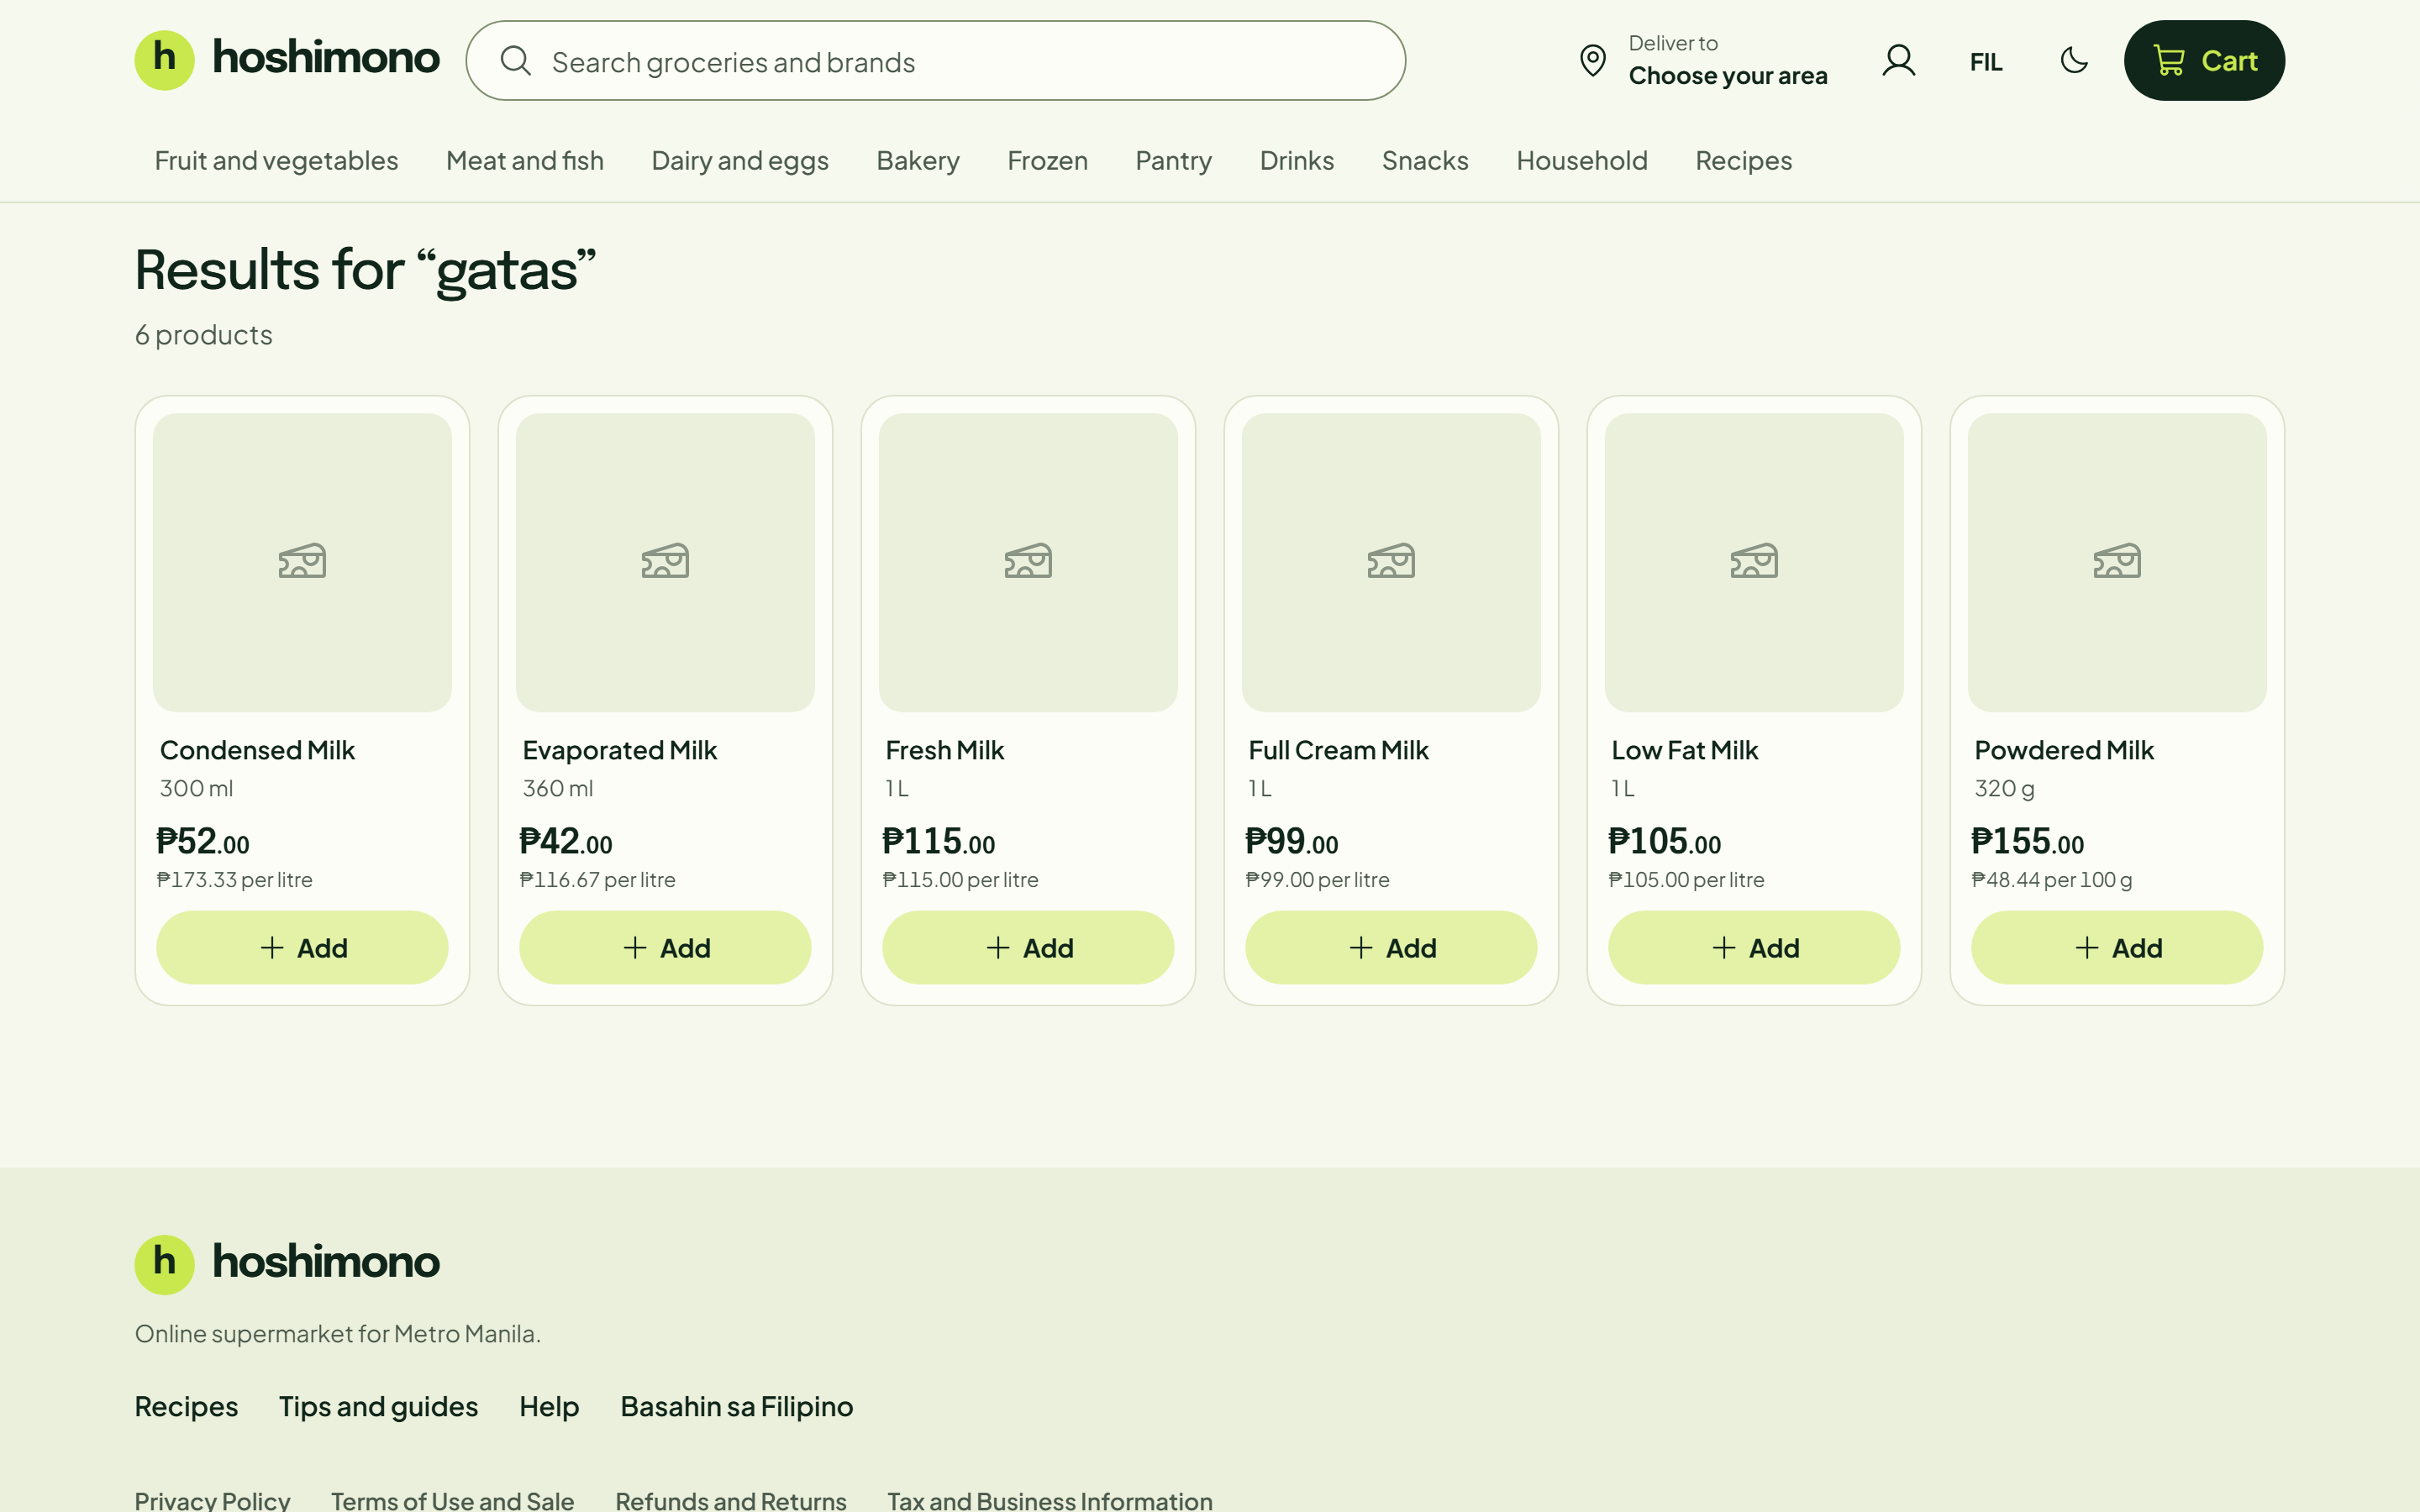 h hoshimono
Search groceries and brands
Deliver to
Choose your area
FIL
Cart
Fruit and vegetables Meat and fish Dairy and eggs Bakery Frozen Pantry Drinks Snacks Household Recipes
Results for “gatas”
6 products
Condensed Milk
300 ml
₱52.00
₱173.33 per litre
+ Add
Evaporated Milk
360 ml
₱42.00
₱116.67 per litre
+ Add
Fresh Milk
1 L
₱115.00
₱115.00 per litre
+ Add
Full Cream Milk
1 L
₱99.00
₱99.00 per litre
+ Add
Low Fat Milk
1 L
₱105.00
₱105.00 per litre
+ Add
Powdered Milk
320 g
₱155.00
₱48.44 per 100 g
+ Add
h hoshimono
Online supermarket for Metro Manila.
Recipes Tips and guides Help Basahin sa Filipino
Privacy Policy Terms of Use and Sale Refunds and Returns Tax and Business Information